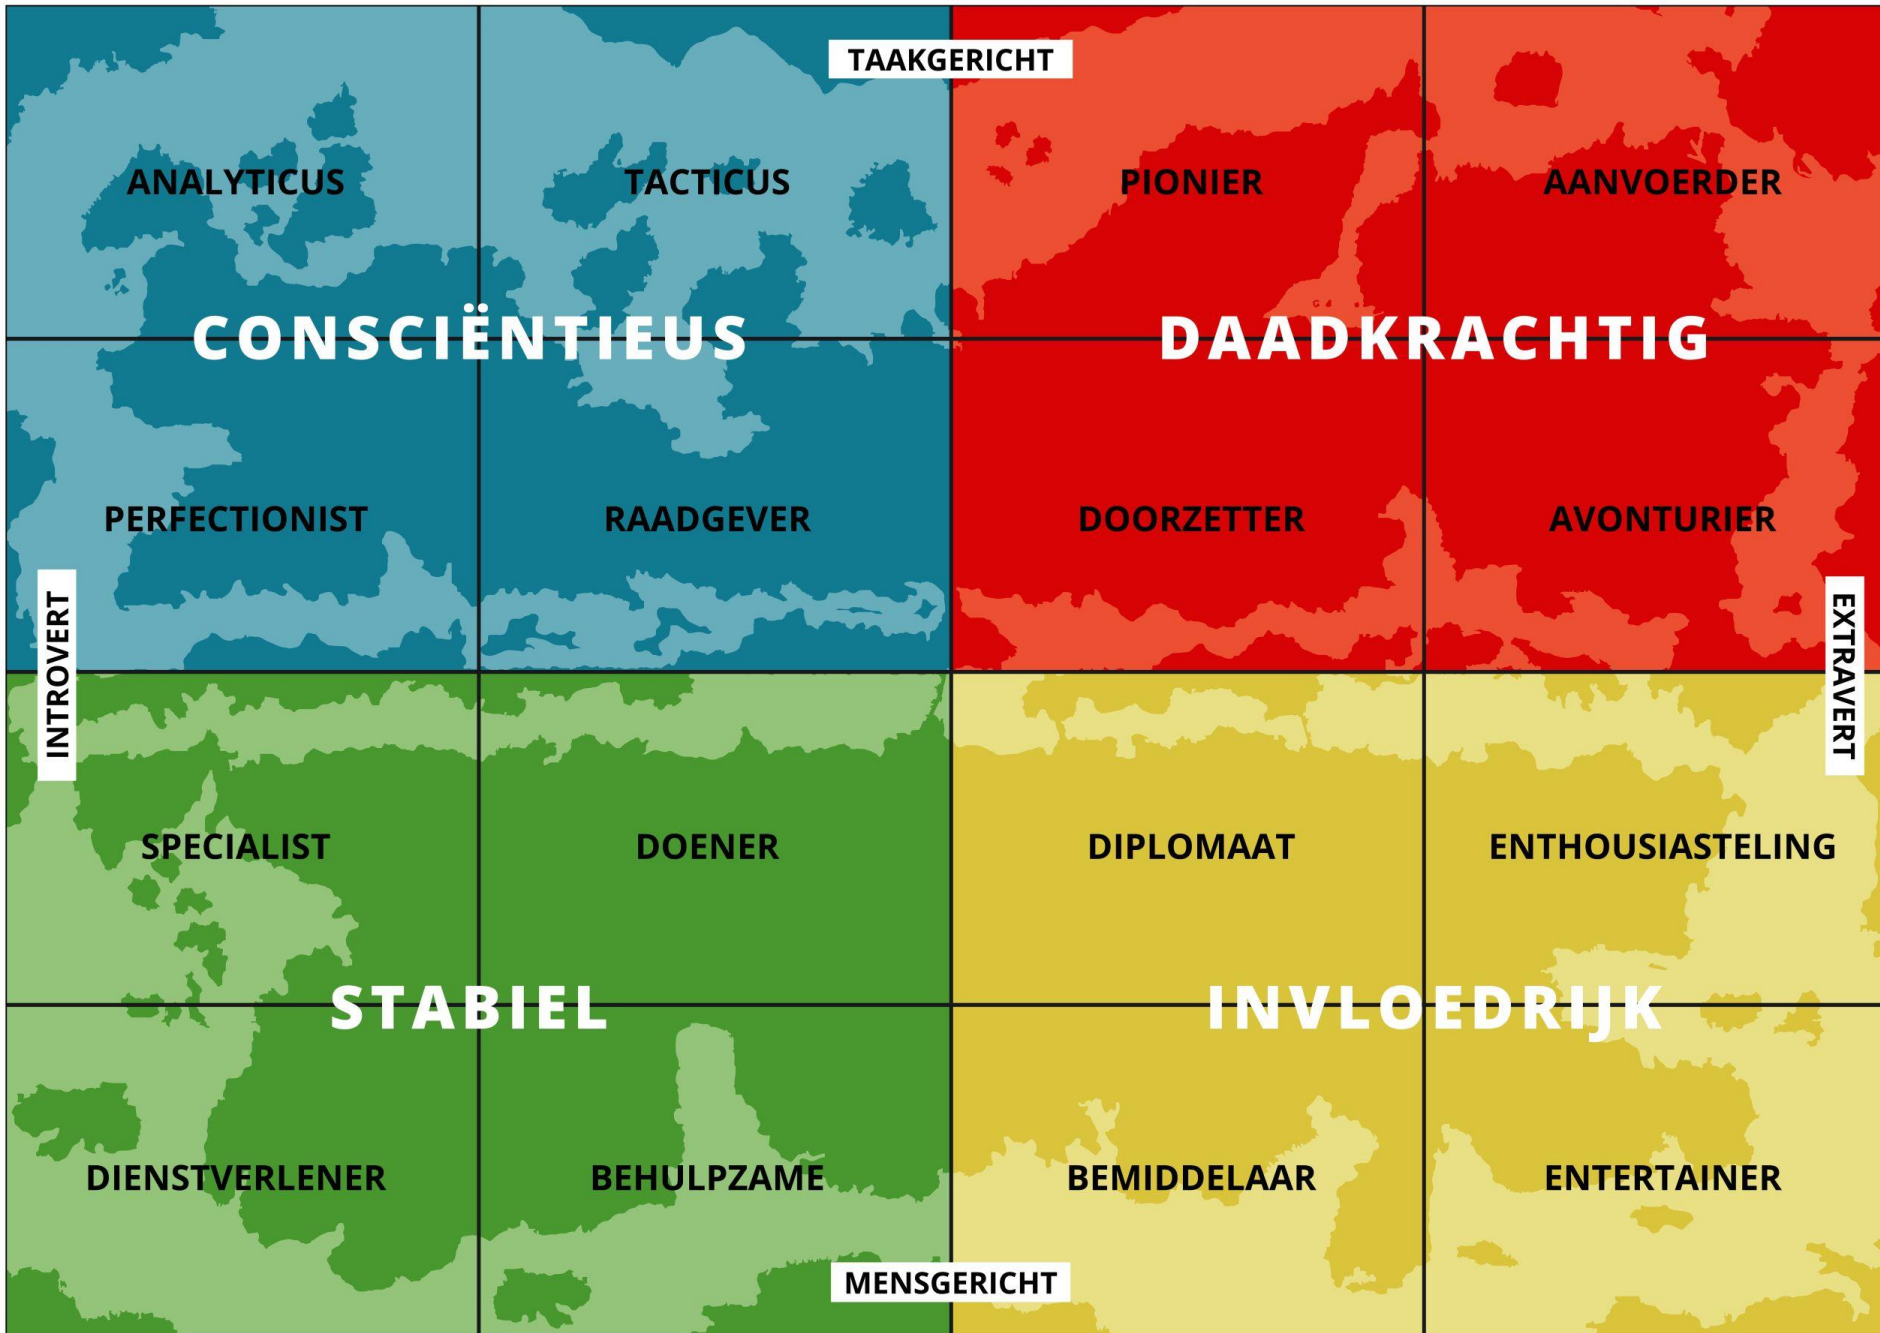 TAAKGERICHT
ANALYTICUS
TACTICUS
PIONIER
AANVOERDER
CONSCIËNTIEUS
DAADKRACHTIG
PERFECTIONIST
RAADGEVER
DOORZETTER
AVONTURIER
INTROVERT
EXTRAVERT
SPECIALIST
DOENER
DIPLOMAAT
ENTHOUSIASTELING
STABIEL
INVLOEDRIJK
DIENSTVERLENER
BEHULPZAME
BEMIDDELAAR
ENTERTAINER
MENSGERICHT